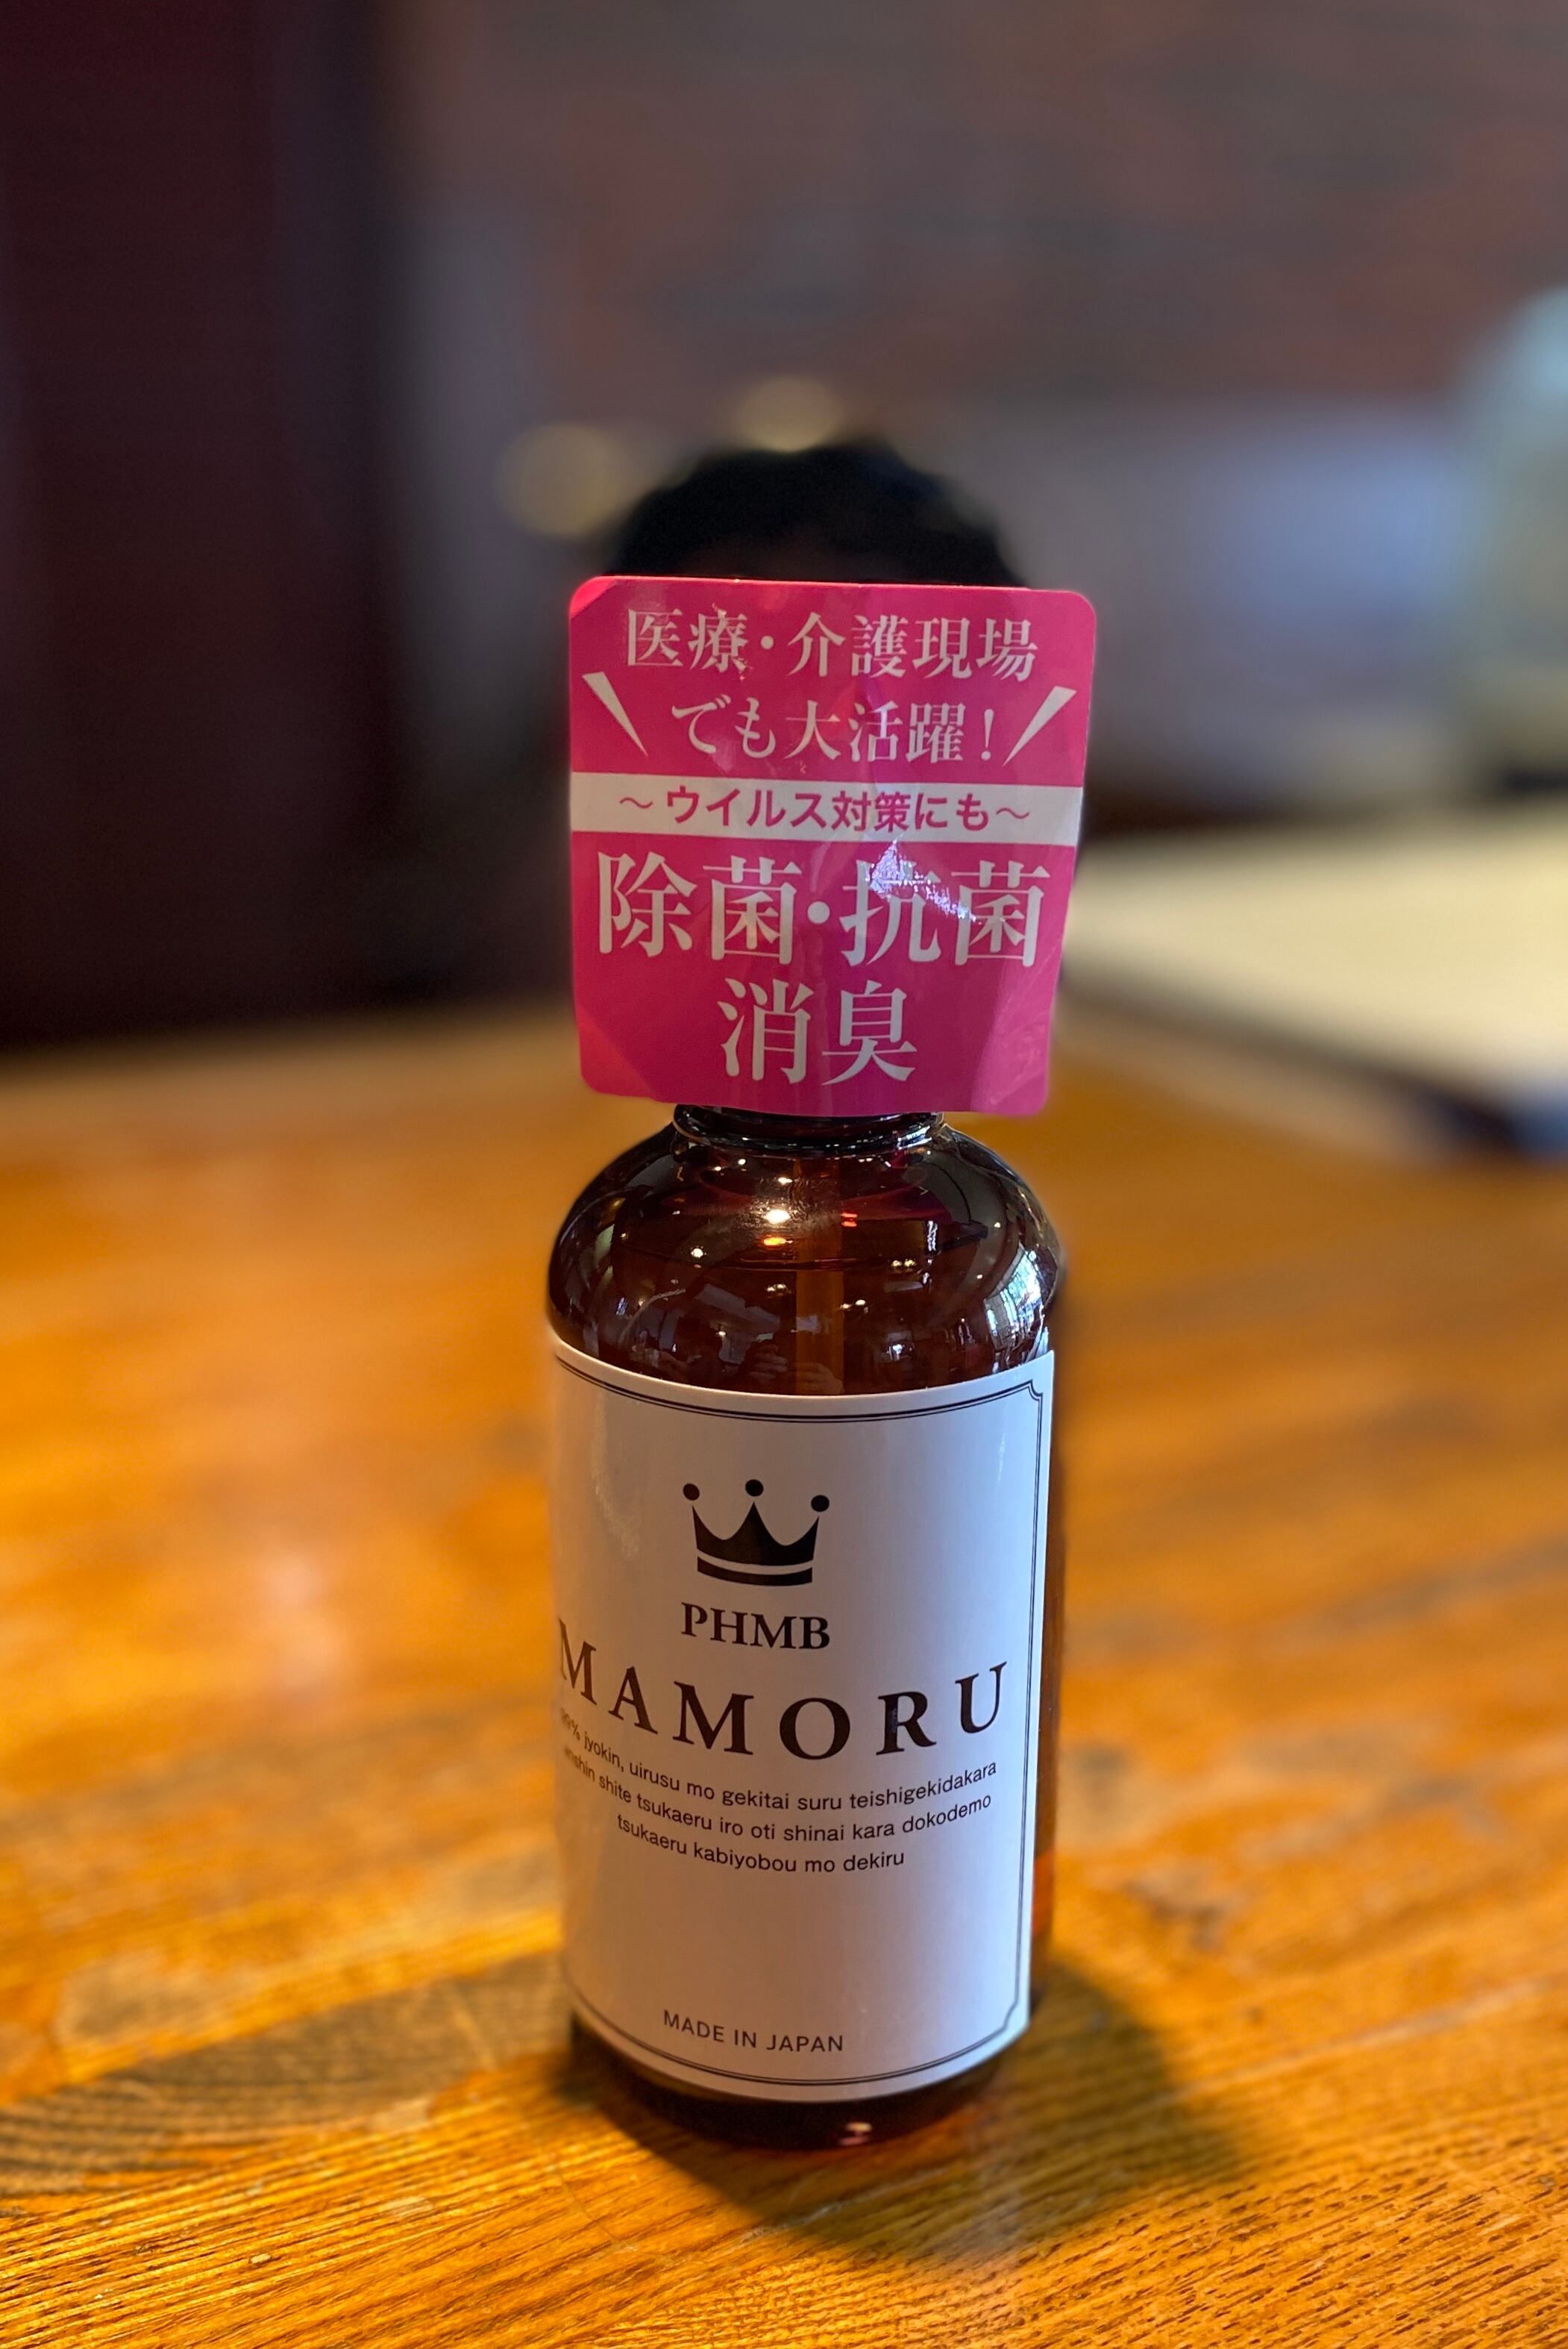 医療・介護現場
でも大活躍！
～ウイルス対策にも～
除菌・抗菌
消臭
PHMB
MAMORU
99% jyokin, uirusu mo gekitai suru teishigekidakara
shite tsukaeru iro oti shinai kara dokodemo
tsukaeru kabiyobou mo dekiru
MADE IN JAPAN